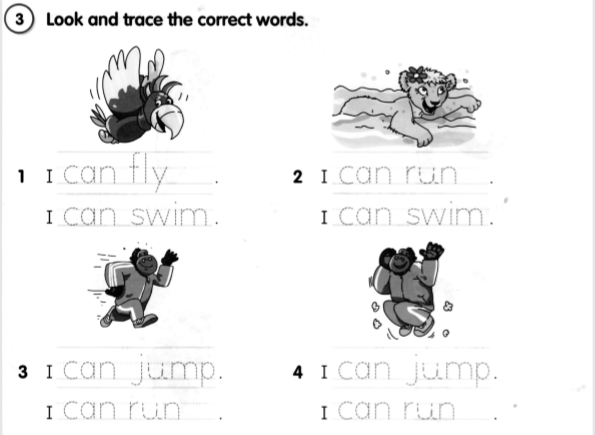 3 Look and trace the correct words.
1 I can fly . 2 I can run .
I can swim . I can swim .
3 I can jump . 4 I can jump .
I can run . I can run .